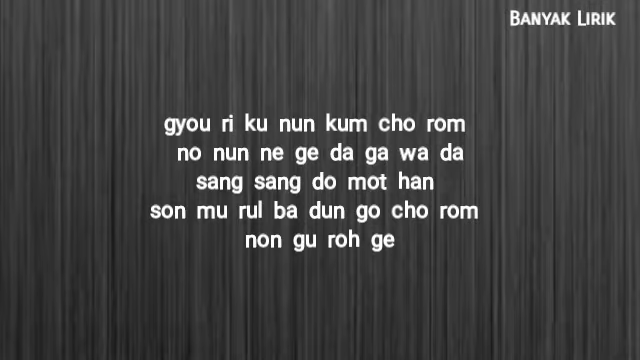 BANYAK LIRIK
gyou ri ku nun kum cho rom
no nun ne ge da ga wa da
sang sang do mot han
son mu rul ba dun go cho rom
non gu roh ge